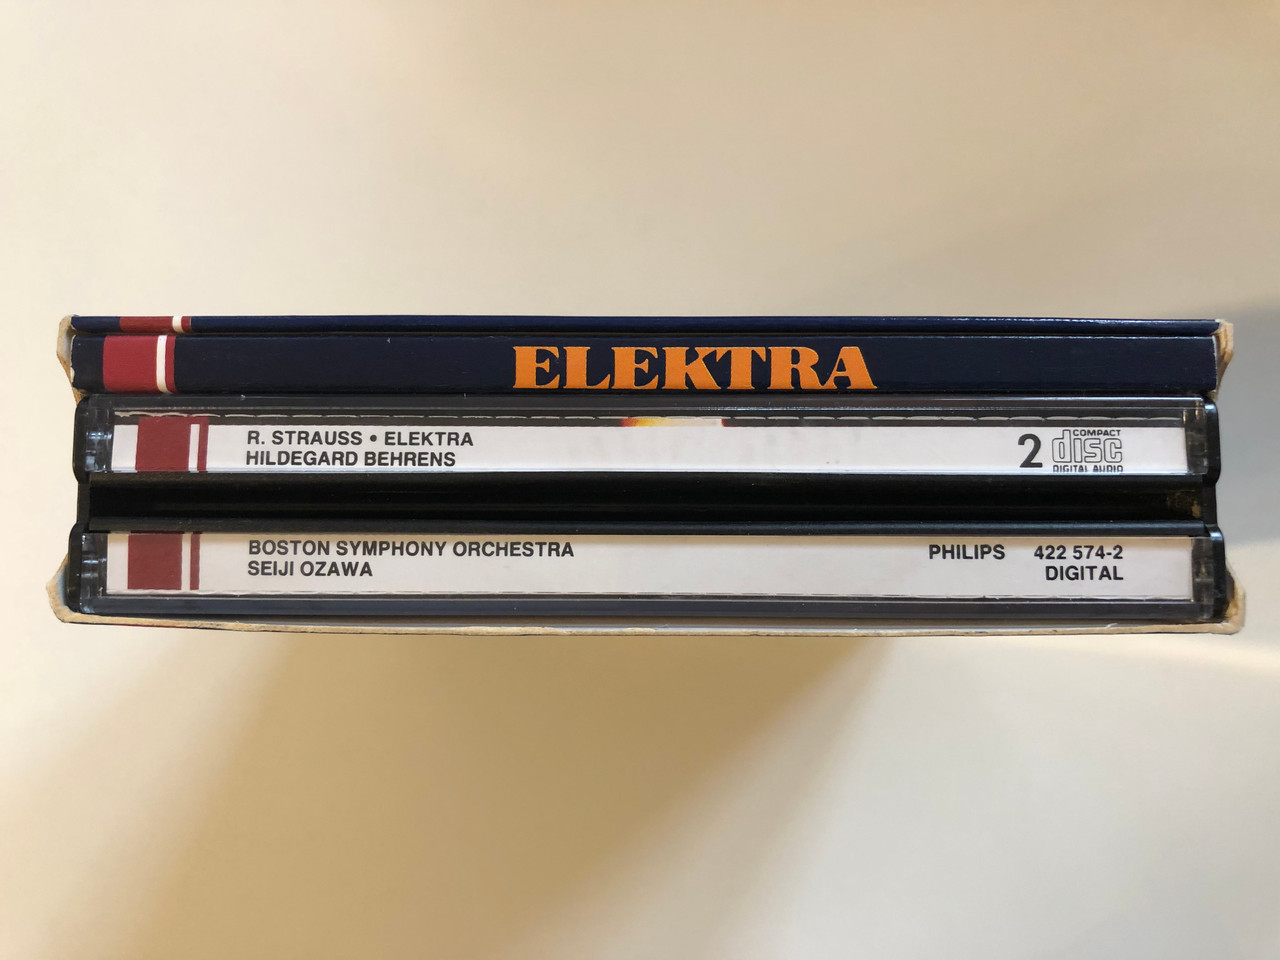 ELEKTRA
R. STRAUSS • ELEKTRA
HILDEGARD BEHRENS
2
COMPACT
disc
DIGITAL AUDIO
BOSTON SYMPHONY ORCHESTRA
SEIJI OZAWA
PHILIPS 422 574-2
DIGITAL